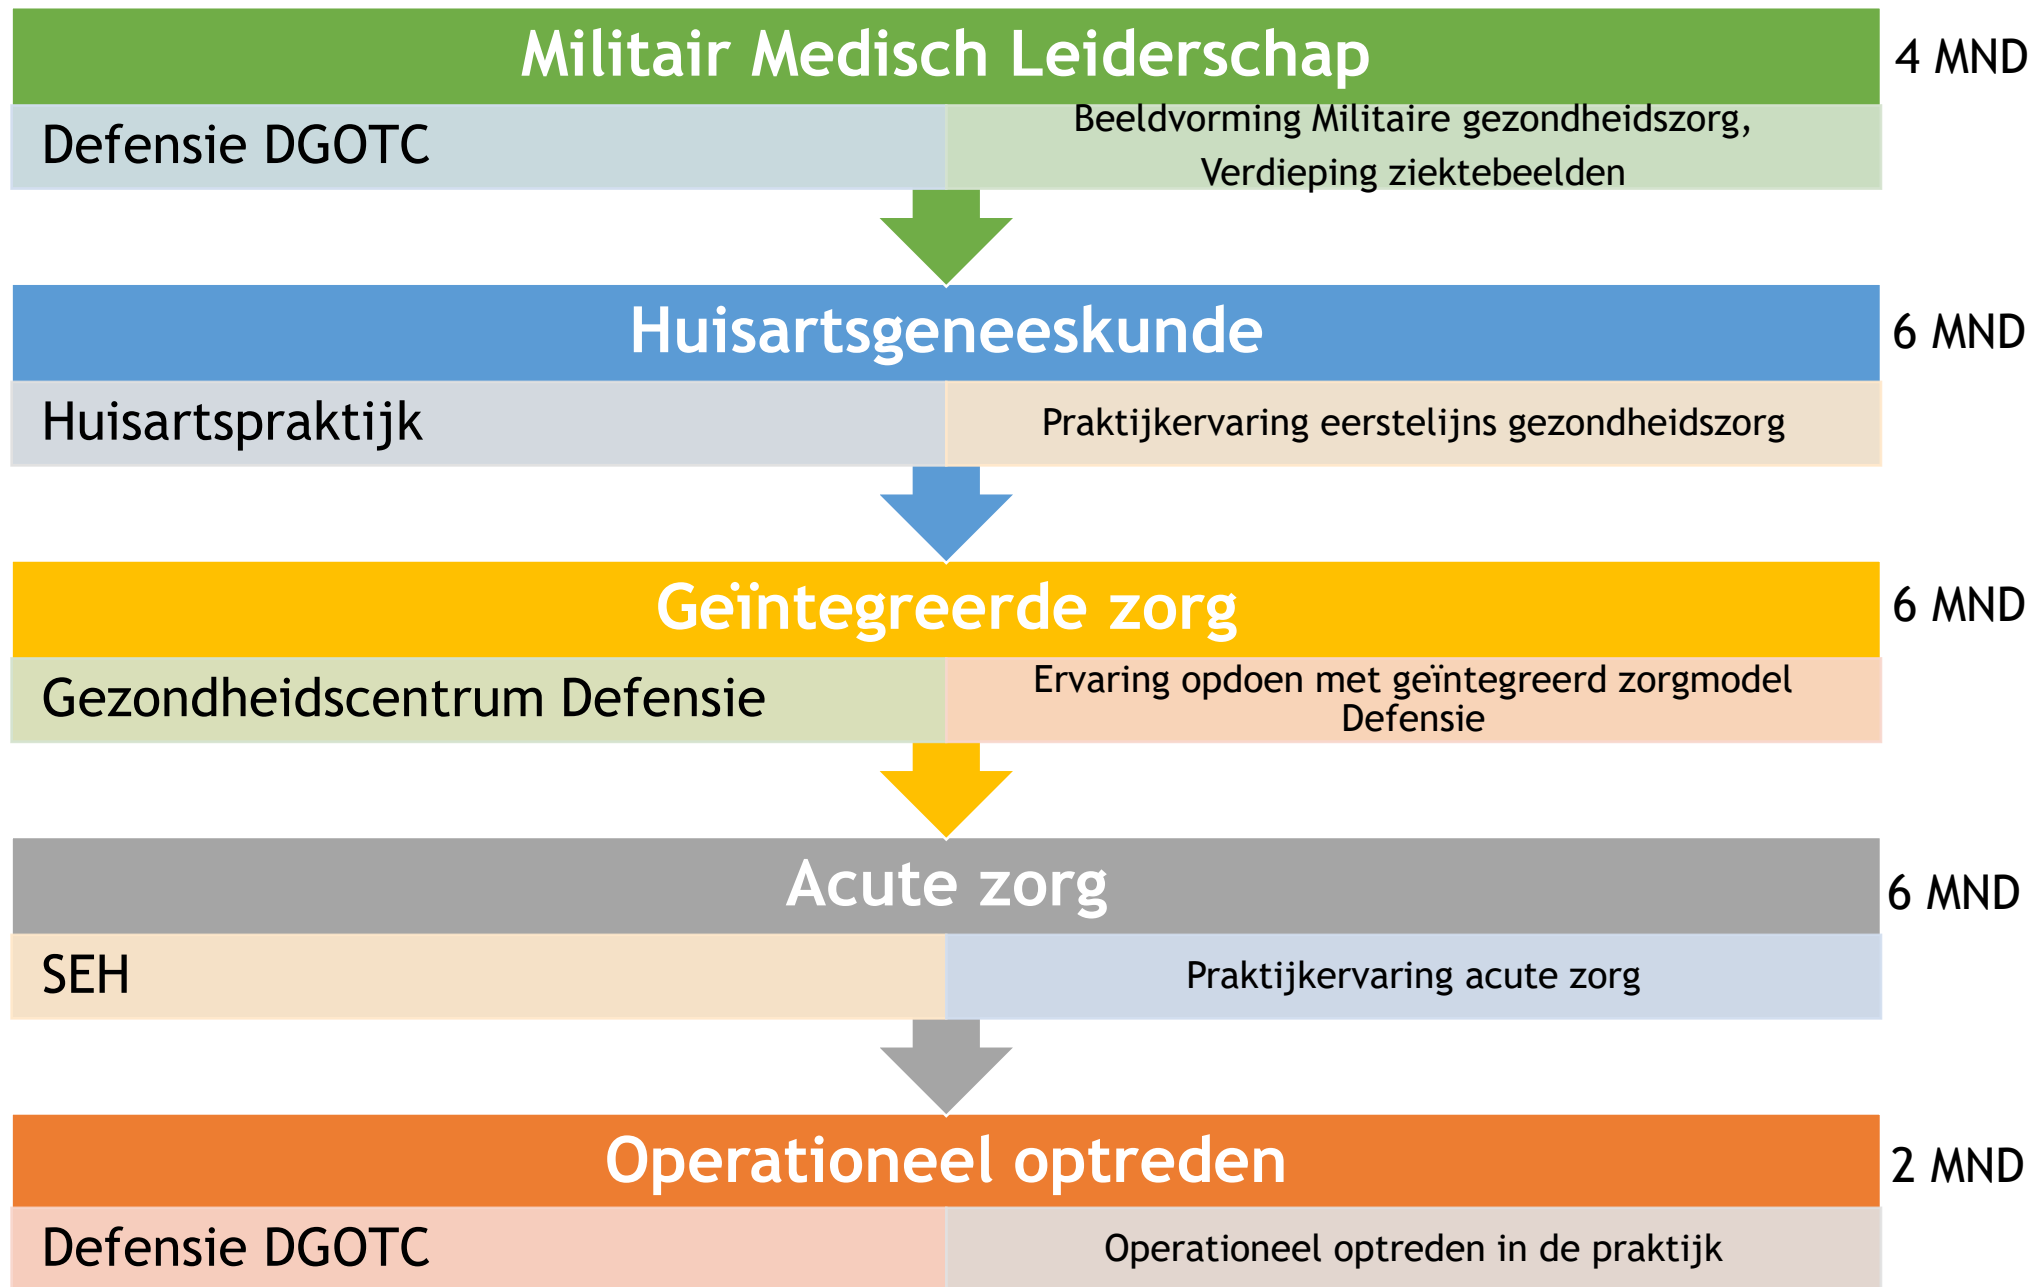 Militair Medisch Leiderschap
4 MND
Defensie DGOTC
Beeldvorming Militaire gezondheidszorg,
Verdieping ziektebeelden
Huisartsgeneeskunde
6 MND
Huisartspraktijk
Praktijkervaring eerstelijns gezondheidszorg
Geïntegreerde zorg
6 MND
Gezondheidscentrum Defensie
Ervaring opdoen met geïntegreerd zorgmodel
Defensie
Acute zorg
6 MND
SEH
Praktijkervaring acute zorg
Operationeel optreden
2 MND
Defensie DGOTC
Operationeel optreden in de praktijk